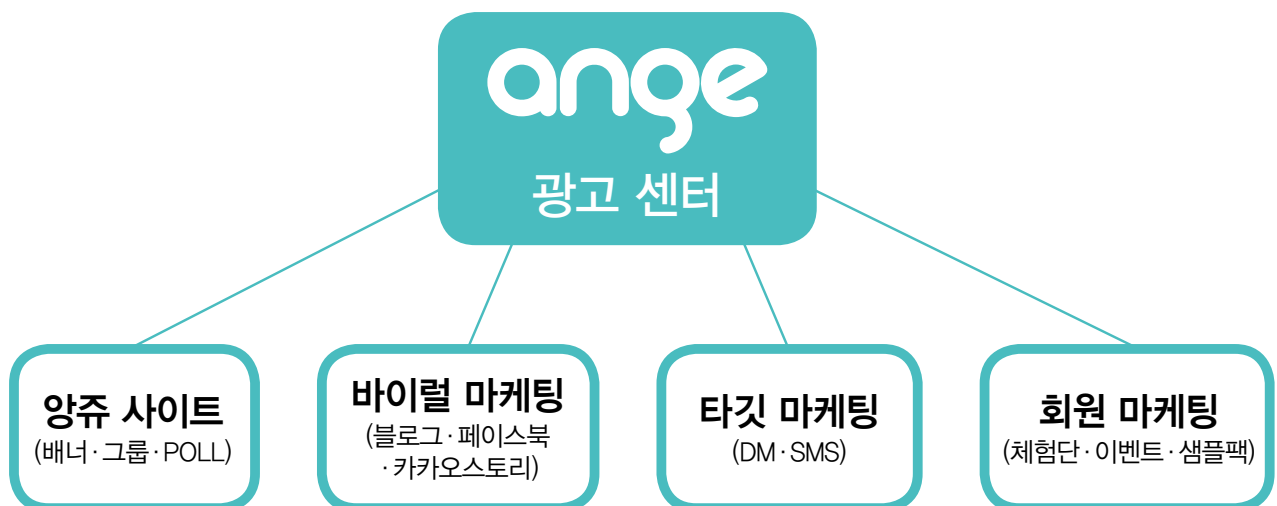 ange
광고 센터
앙쥬 사이트
(배너·그룹·POLL)
바이럴 마케팅
(블로그·페이스북
·카카오스토리)
타깃 마케팅
(DM·SMS)
회원 마케팅
(체험단·이벤트·샘플팩)